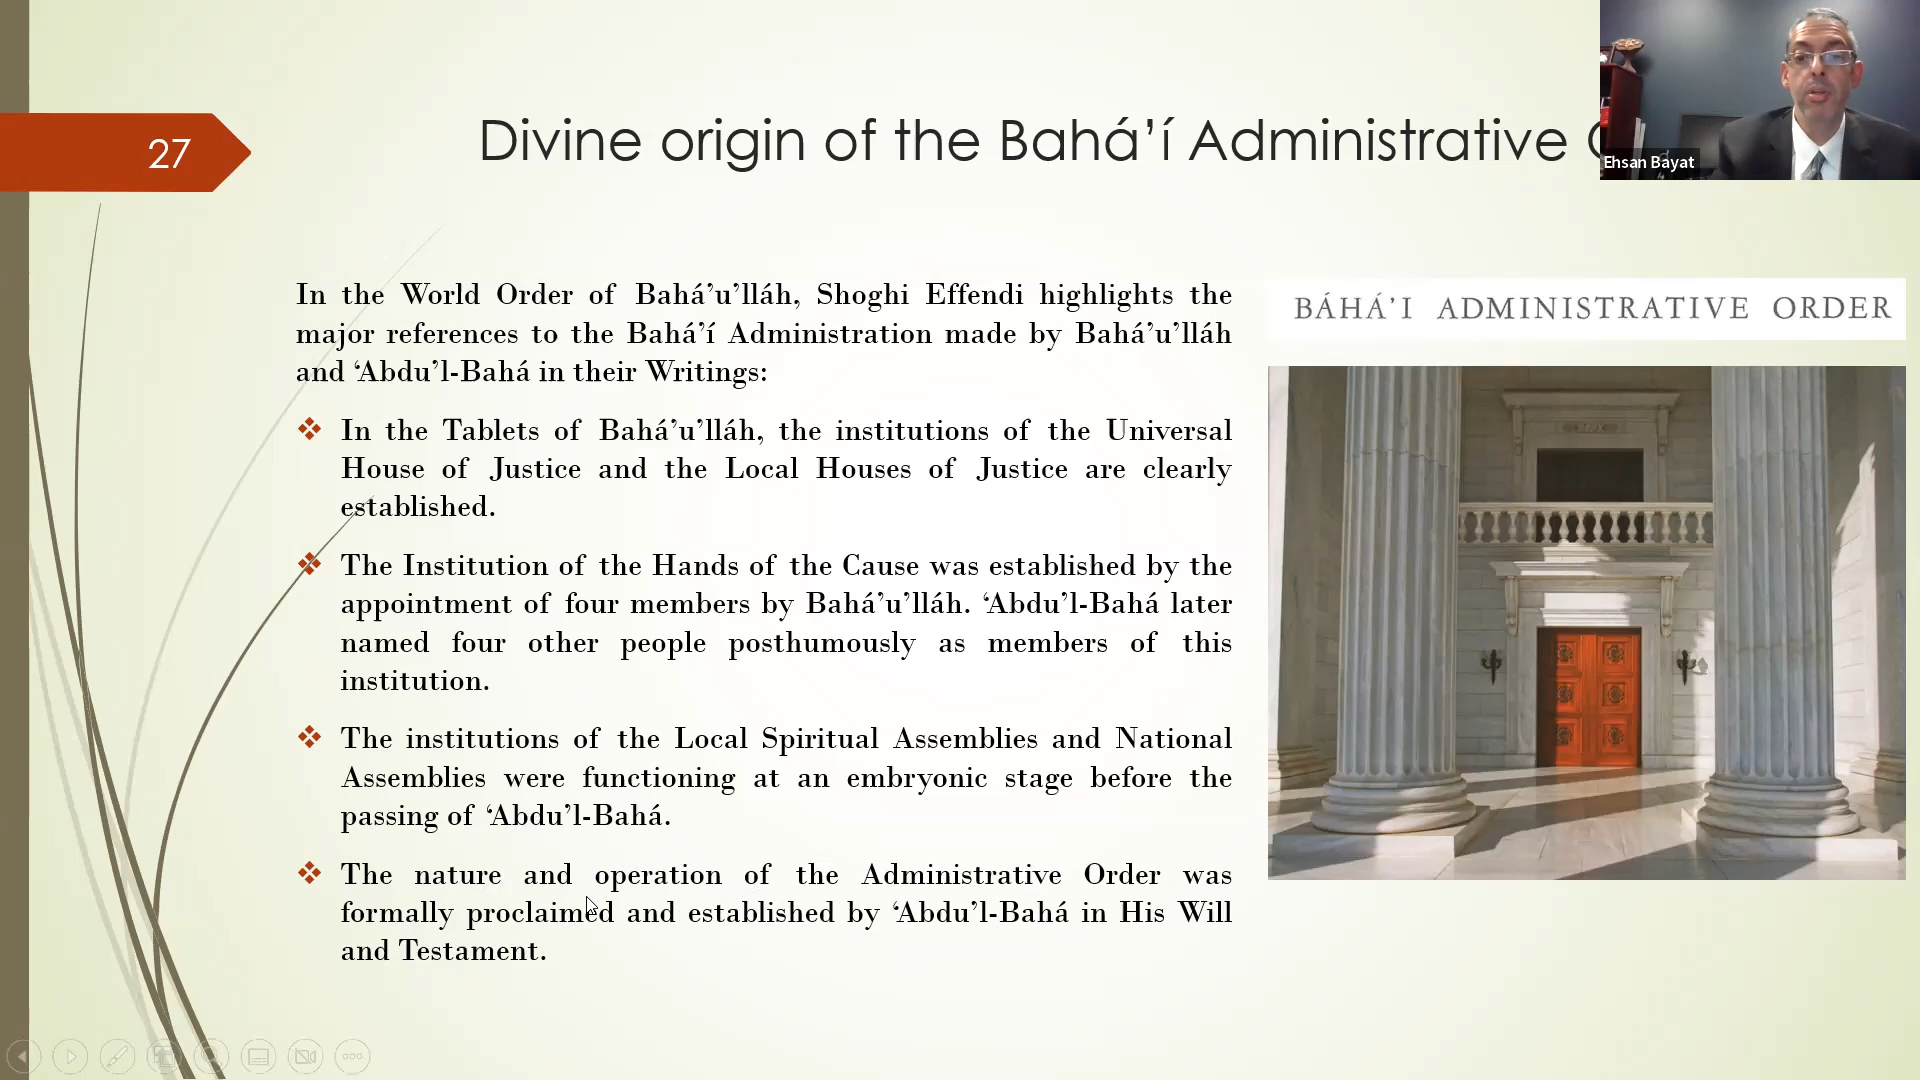 27
Divine origin of the Bahá’í Administrative
Ehsan Bayat
In the World Order of Bahá’u’lláh, Shoghi Effendi highlights the
major references to the Bahá’í Administration made by Bahá’u’lláh
and ‘Abdu’l-Bahá in their Writings:
In the Tablets of Bahá’u’lláh, the institutions of the Universal
House of Justice and the Local Houses of Justice are clearly
established.
The Institution of the Hands of the Cause was established by the
appointment of four members by Bahá’u’lláh. ‘Abdu’l-Bahá later
named four other people posthumously as members of this
institution.
The institutions of the Local Spiritual Assemblies and National
Assemblies were functioning at an embryonic stage before the
passing of ‘Abdu’l-Bahá.
The nature and operation of the Administrative Order was
formally proclaimed and established by ‘Abdu’l-Bahá in His Will
and Testament.
BÁHÁ’I ADMINISTRATIVE ORDER